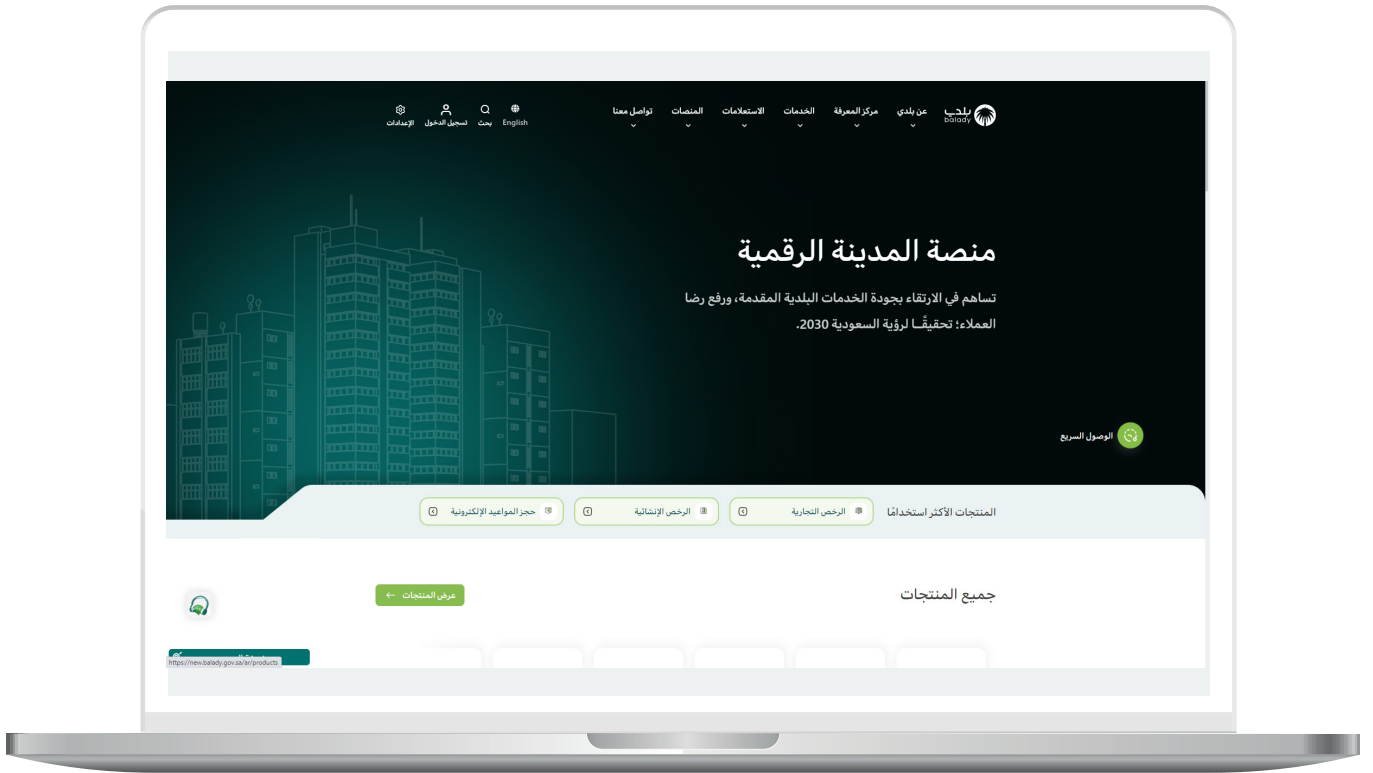 بلدي
balady
عن بلدي
مركز المعرفة
الخدمات
الاستعلامات
المنصات
تواصل معنا
English
بحث
تسجيل الدخول
الإعدادات
منصة المدينة الرقمية
تساهم في الارتقاء بجودة الخدمات البلدية المقدمة، ورفع رضا
العملاء؛ تحقيقًـا لرؤية السعودية 2030.
الوصول السريع
المنتجات الأكثر استخدامًا
الرخص التجارية
الرخص الإنشائية
حجز المواعيد الإلكترونية
جميع المنتجات
عرض المنتجات
https://new.balady.gov.sa/ar/products